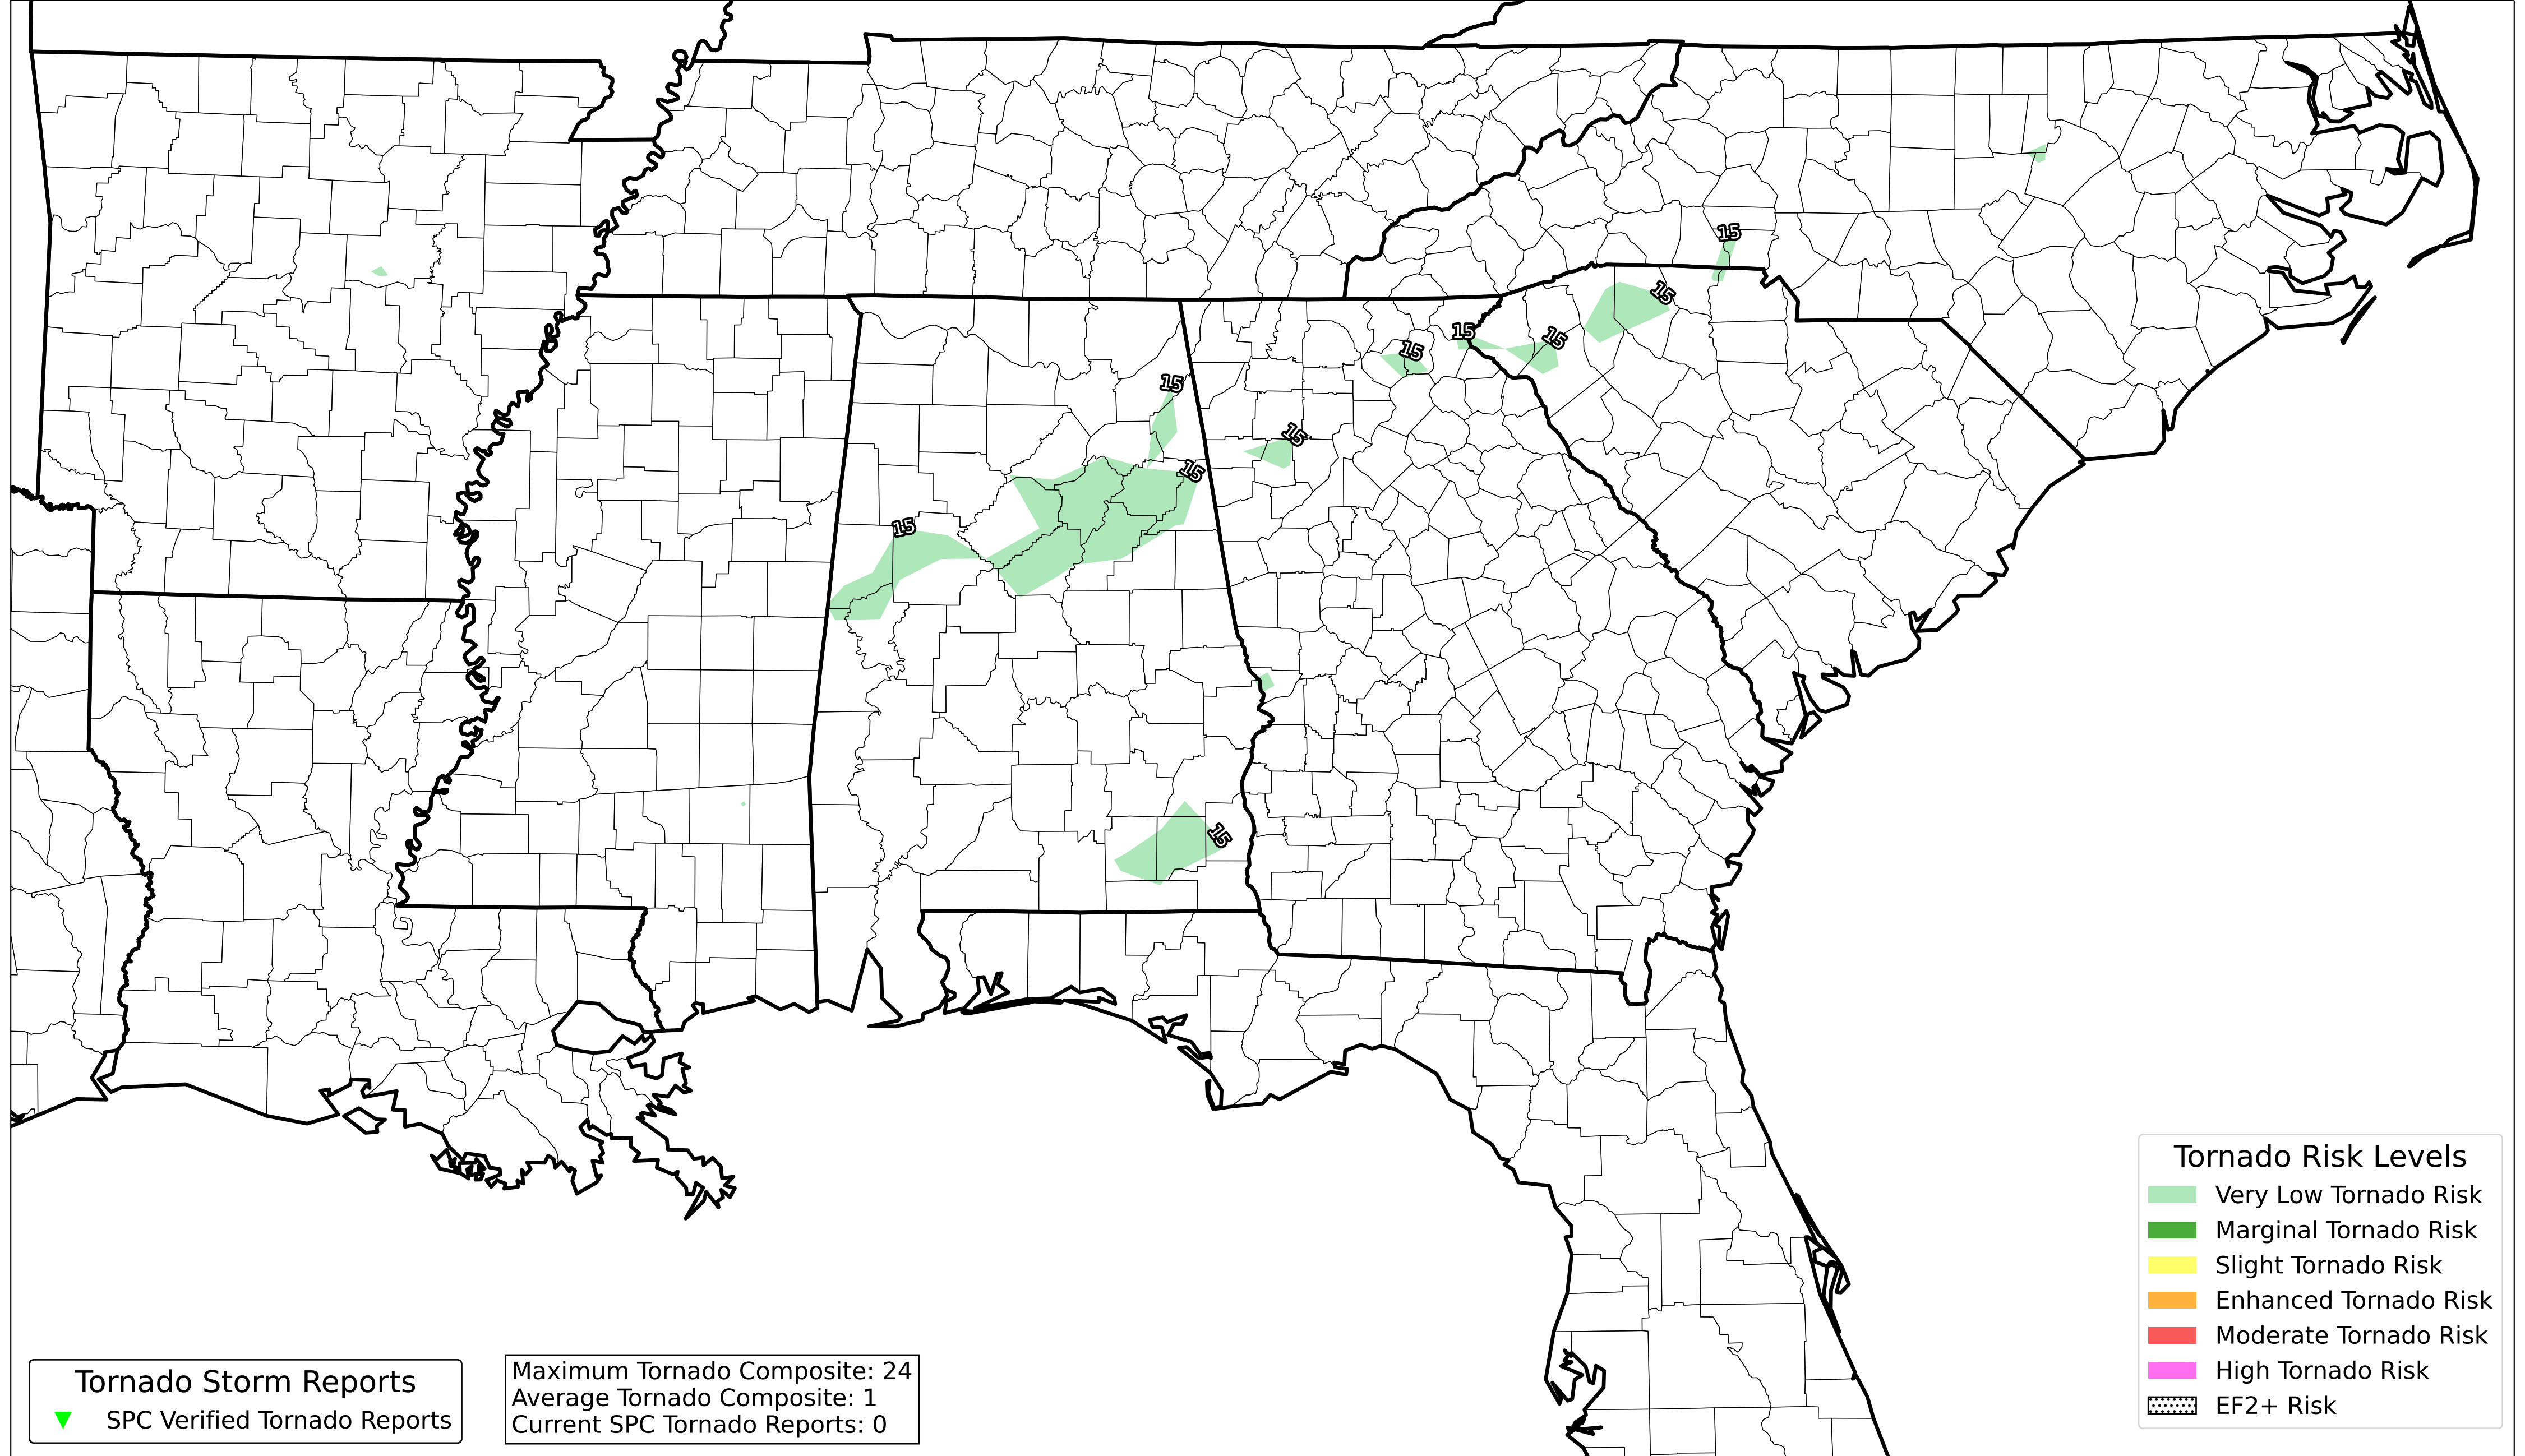 15
15
15
15
15
15
15
15
15
15
Tornado Storm Reports
SPC Verified Tornado Reports
Maximum Tornado Composite: 24
Average Tornado Composite: 1
Current SPC Tornado Reports: 0
Tornado Risk Levels
Very Low Tornado Risk
Marginal Tornado Risk
Slight Tornado Risk
Enhanced Tornado Risk
Moderate Tornado Risk
High Tornado Risk
EF2+ Risk